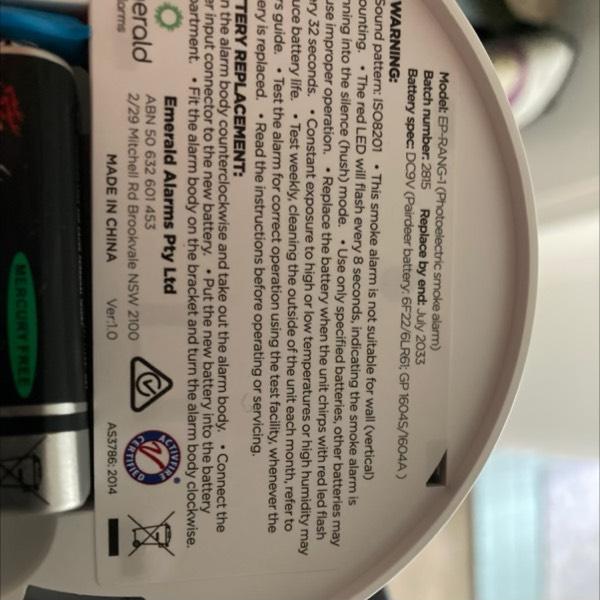 Model: EP-RANG-1 (Photoelectric smoke alarm)
Batch number: 2815 Replace by end: July 2033
Battery spec: DC9V (Pairdeer battery: 6F22/6LR61; GP 1604S/1604A)
WARNING:
Sound pattern: ISO8201 • This smoke alarm is not suitable for wall (vertical)
ounting. • The red LED will flash every 8 seconds, indicating the smoke alarm is
nning into the silence (hush) mode. • Use only specified batteries, other batteries may
use improper operation. • Replace the battery when the unit chirps with red led flash
ry 32 seconds. • Constant exposure to high or low temperatures or high humidity may
uce battery life. • Test weekly, cleaning the outside of the unit each month, refer to
rs guide. • Test the alarm for correct operation using the test facility, whenever the
ery is replaced. • Read the instructions before operating or servicing.
TTERY REPLACEMENT:
n the alarm body counterclockwise and take out the alarm body. • Connect the
er input connector to the new battery. • Put the new battery into the battery
partment. • Fit the alarm body on the bracket and turn the alarm body clockwise.
erald
larms
Emerald Alarms Pty Ltd
ABN 50 632 601 453
2/29 Mitchell Rd Brookvale NSW 2100
MADE IN CHINA Ver:1.0
ACTIVFIRE
CERTIFIED
AS3786: 2014
MERCURY FREE